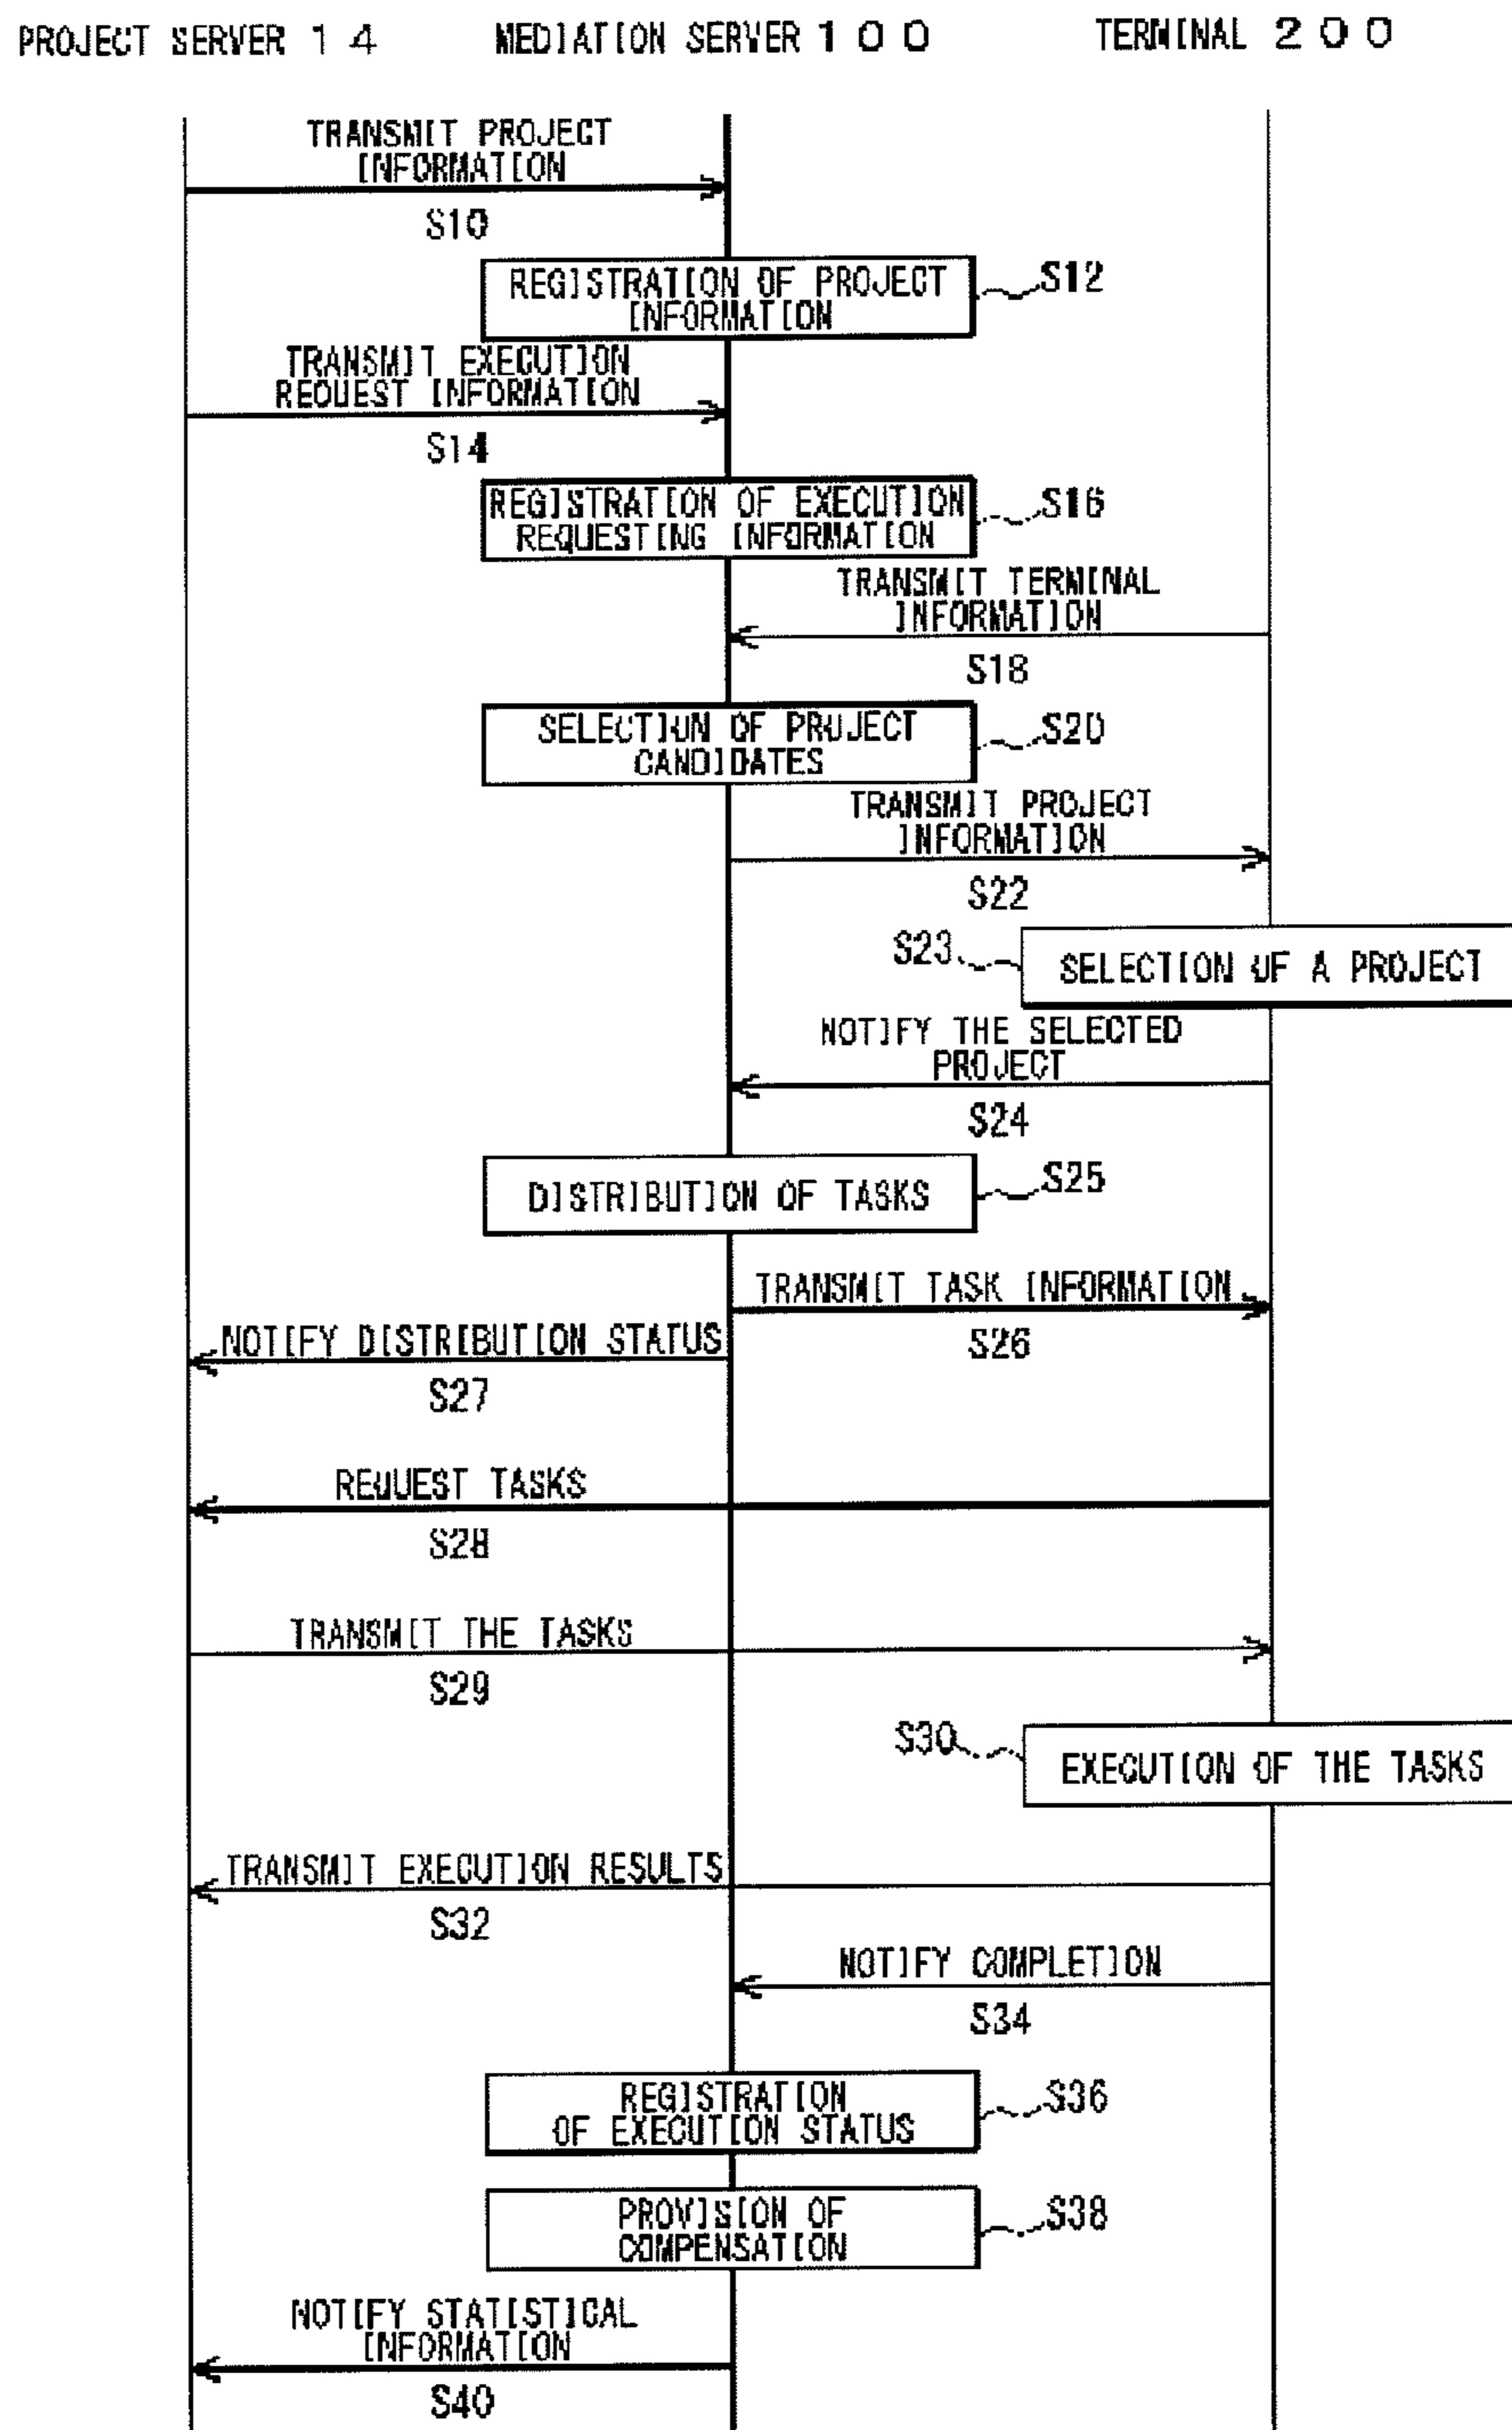 PROJECT SERVER 14 MEDIATION SERVER 100 TERMINAL 200
TRANSMIT PROJECT
INFORMATION
S10
REGISTRATION OF PROJECT
INFORMATION
S12
TRANSMIT EXECUTION
REQUEST INFORMATION
S14
REGISTRATION OF EXECUTION
REQUESTING INFORMATION
S16
TRANSMIT TERMINAL
INFORMATION
S18
SELECTION OF PROJECT
CANDIDATES
S20
TRANSMIT PROJECT
INFORMATION
S22
S23
SELECTION OF A PROJECT
NOTIFY THE SELECTED
PROJECT
S24
DISTRIBUTION OF TASKS
S25
TRANSMIT TASK INFORMATION
S26
NOTIFY DISTRIBUTION STATUS
S27
REQUEST TASKS
S28
TRANSMIT THE TASKS
S29
S30
EXECUTION OF THE TASKS
TRANSMIT EXECUTION RESULTS
S32
NOTIFY COMPLETION
S34
REGISTRATION
OF EXECUTION STATUS
S36
PROVISION OF
COMPENSATION
S38
NOTIFY STATISTICAL
INFORMATION
S40